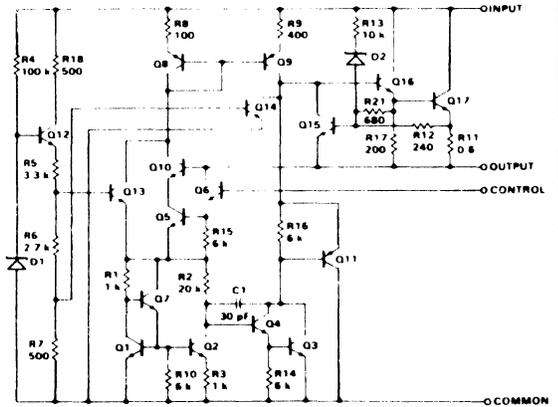 INPUT
R8
100
R9
400
R13
10 k
R4
100 k
R18
500
D2
Q8
Q9
Q16
Q14
Q17
R21
680
Q12
Q15
R17
200
R12
240
R11
0.6
R5
3.3 k
Q10
OUTPUT
Q13
Q6
CONTROL
Q5
R15
6 k
R16
6 k
R6
2.7 k
Q11
D1
R1
1 k
R2
20 k
Q7
C1
30 pF
Q4
R7
500
Q1
Q2
Q3
R10
6 k
R3
1 k
R14
6 k
COMMON